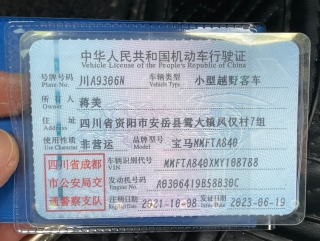 中华人民共和国机动车行驶证
Vehicle License of the People's Republic of China
号牌号码 川A9306N 车辆类型 小型越野客车
Plate No. Vehicle Type
所有人 蒋美
Owner
住址 四川省资阳市安岳县鸳大镇凤仪村7组
Address
使用性质 非营运 品牌型号 宝马MMFTA840
Use Character Model
四川省成都
市公安局交
通警察支队
车辆识别代号 MMFTA840XMY108788
VIN
发动机号码 A0306419B58B30C
Engine No.
注册日期 2021-10-08 发证日期 2023-06-19
Register Date Issue Date